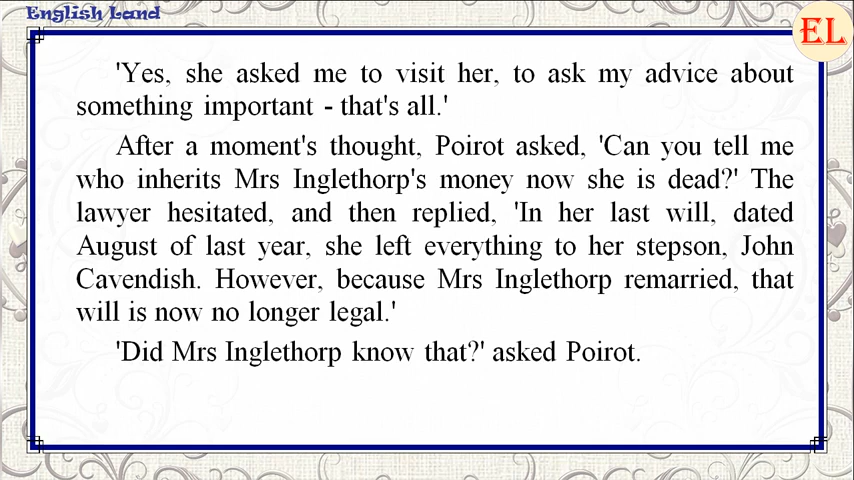 English Land
EL
'Yes, she asked me to visit her, to ask my advice about
something important - that's all.'
After a moment's thought, Poirot asked, 'Can you tell me
who inherits Mrs Inglethorp's money now she is dead?' The
lawyer hesitated, and then replied, 'In her last will, dated
August of last year, she left everything to her stepson, John
Cavendish. However, because Mrs Inglethorp remarried, that
will is now no longer legal.'
'Did Mrs Inglethorp know that?' asked Poirot.